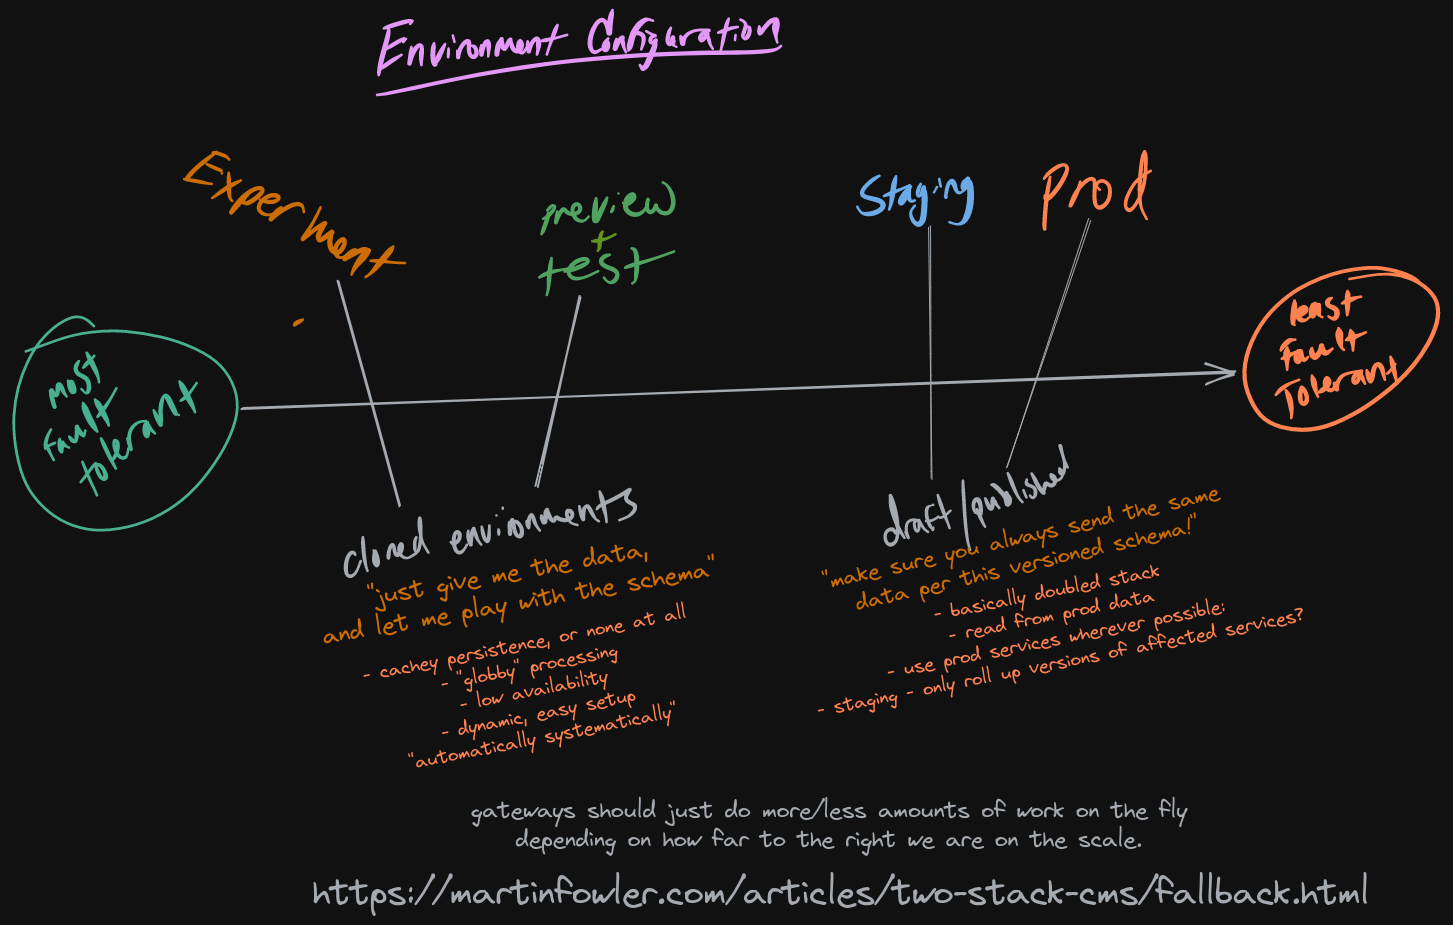 Environment Configuration
Experment
preview
+
test
Staging
Prod
most
fault
tolerant
least
Fault
Tolerant
cloned environments
"just give me the data,
and let me play with the schema"
- cachey persistence, or none at all
- "globby" processing
- low availability
- dynamic, easy setup
"automatically systematically"
draft/published
"make sure you always send the same
data per this versioned schema!"
- basically doubled stack
- read from prod data
- use prod services wherever possible:
- staging - only roll up versions of affected services?
gateways should just do more/less amounts of work on the fly
depending on how far to the right we are on the scale.
https://martinfowler.com/articles/two-stack-cms/fallback.html